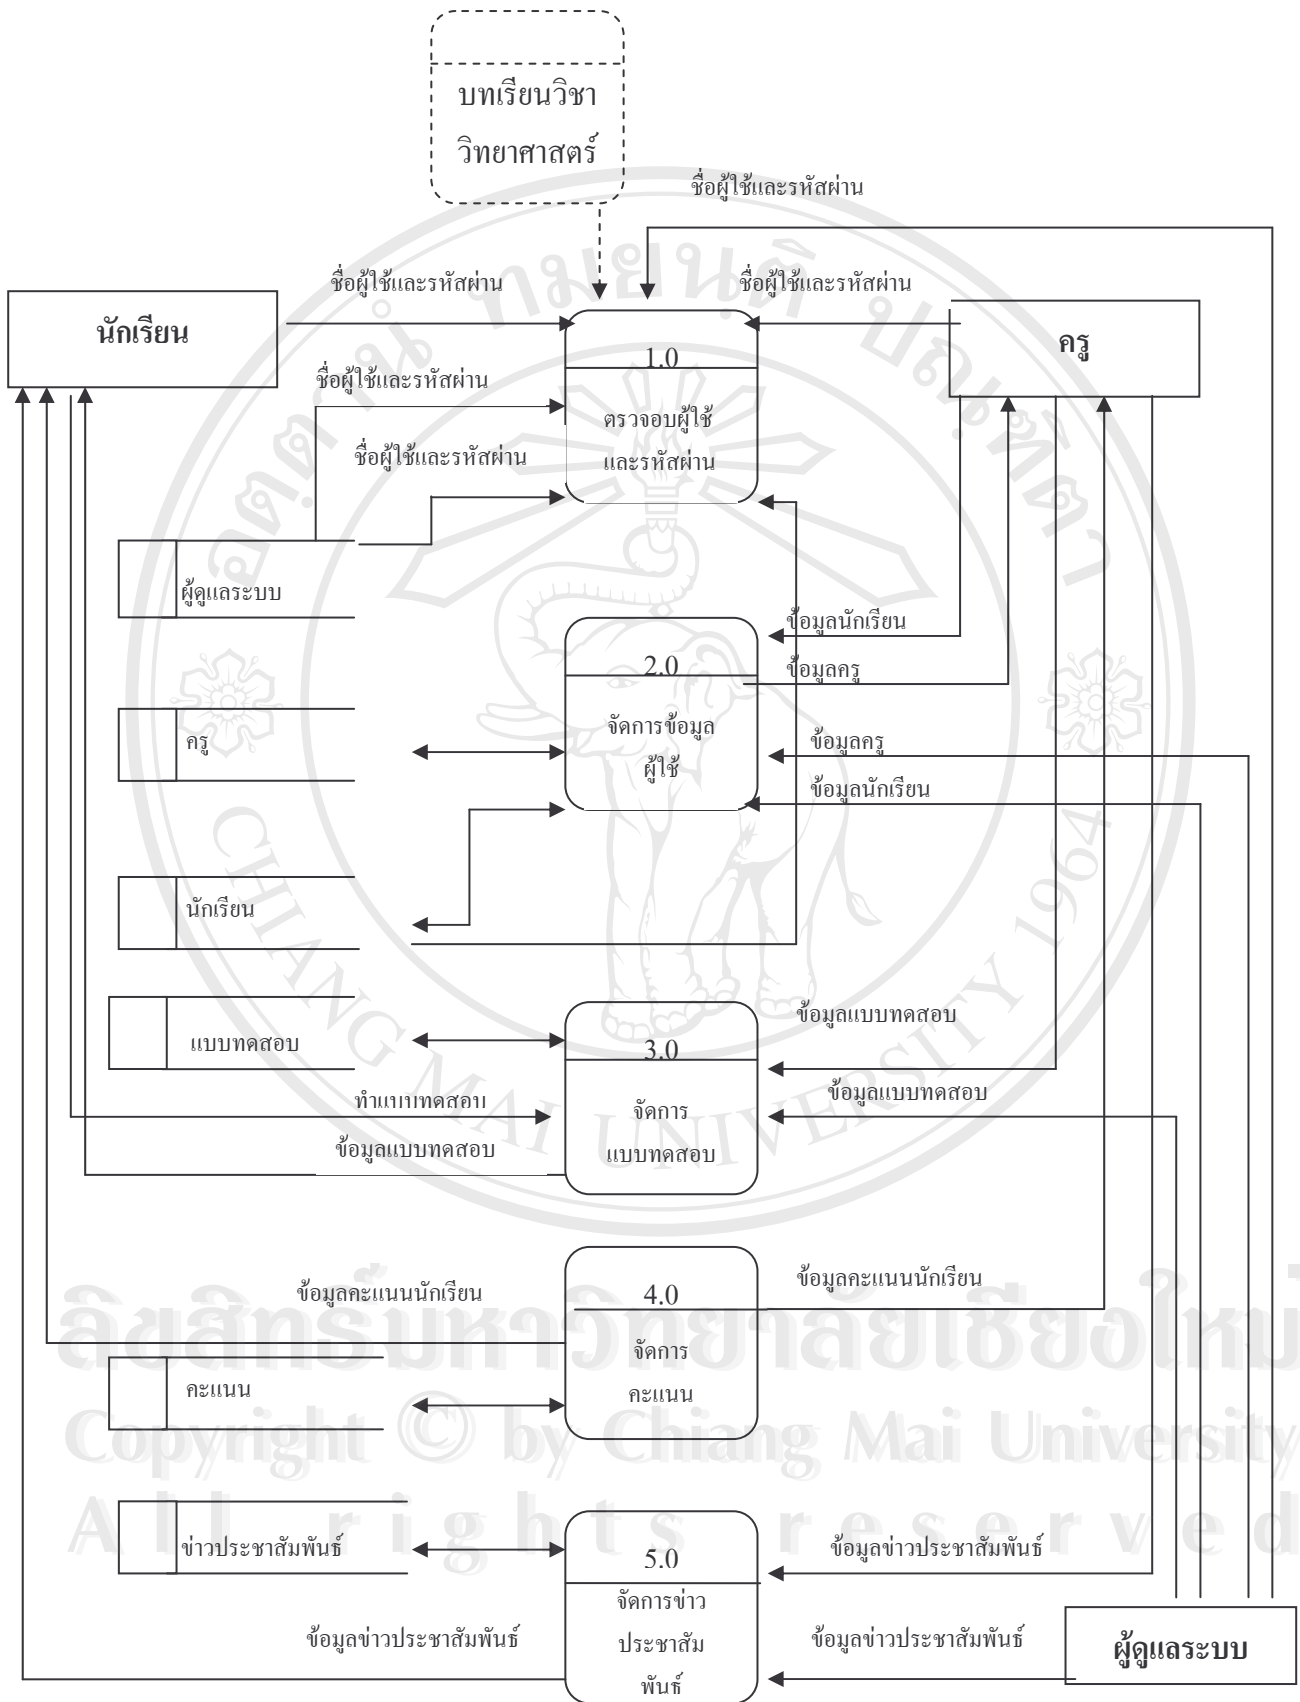 บทเรียนวิชา
วิทยาศาสตร์
ชื่อผู้ใช้และรหัสผ่าน
ชื่อผู้ใช้และรหัสผ่าน
ชื่อผู้ใช้และรหัสผ่าน
นักเรียน
ครู
1.0
ตรวจอบผู้ใช้
และรหัสผ่าน
ชื่อผู้ใช้และรหัสผ่าน
ชื่อผู้ใช้และรหัสผ่าน
ผู้ดูแลระบบ
ข้อมูลนักเรียน
2.0
ข้อมูลครู
จัดการข้อมูล
ผู้ใช้
ครู
ข้อมูลครู
ข้อมูลนักเรียน
นักเรียน
แบบทดสอบ
3.0
ข้อมูลแบบทดสอบ
ข้อมูลแบบทดสอบ
ทำแบบทดสอบ
จัดการ
แบบทดสอบ
ข้อมูลแบบทดสอบ
ข้อมูลคะแนนนักเรียน
4.0
ข้อมูลคะแนนนักเรียน
จัดการ
คะแนน
คะแนน
ข่าวประชาสัมพันธ์
5.0
ข้อมูลข่าวประชาสัมพันธ์
จัดการข่าว
ประชาสัม
พันธ์
ข้อมูลข่าวประชาสัมพันธ์
ข้อมูลข่าวประชาสัมพันธ์
ผู้ดูแลระบบ
CHIANG MAI UNIVERSITY 1964
ลิขสิทธิ์มหาวิทยาลัยเชียงใหม่
Copyright © by Chiang Mai University
All rights reserved